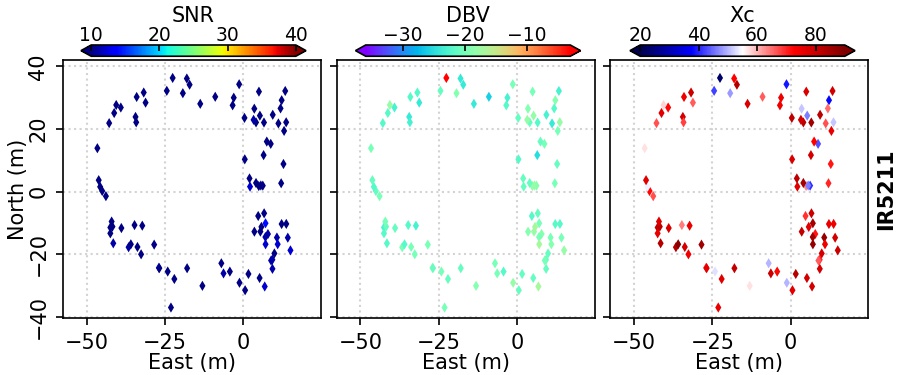 SNR DBV Xc
10 20 30 40 −30 −20 −10 20 40 60 80
North (m)
40
20
0
−20
−40
−50 −25 0 −50 −25 0 −50 −25 0
East (m) East (m) East (m)
IR5211